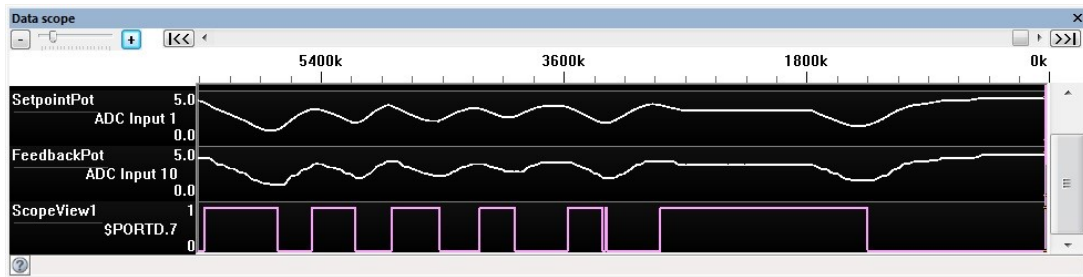 Data scope
- + |<< >>|
5400k 3600k 1800k 0k
SetpointPot 5.0
ADC Input 1
0.0
FeedbackPot 5.0
ADC Input 10
0.0
ScopeView1 1
$PORTD.7
0
?